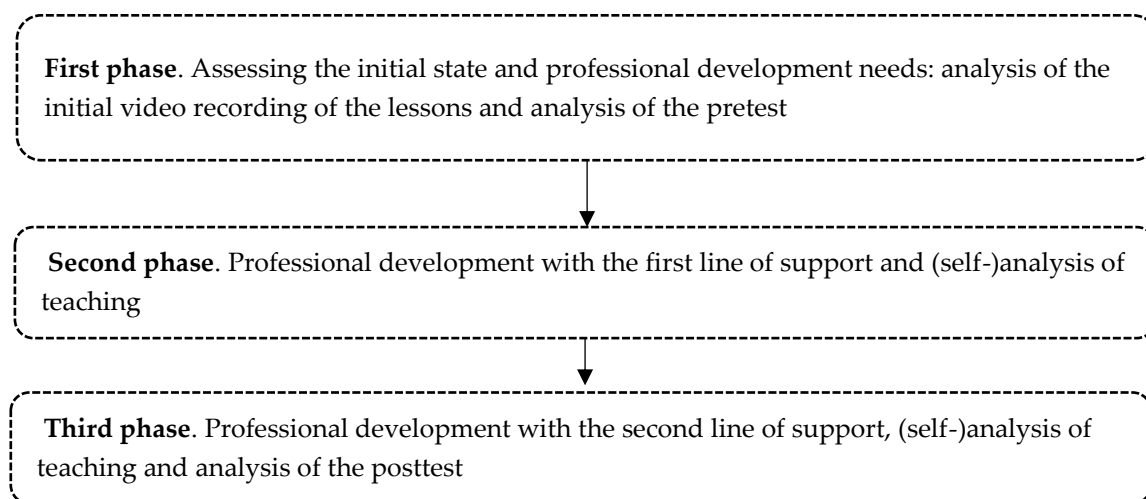 First phase. Assessing the initial state and professional development needs: analysis of the
initial video recording of the lessons and analysis of the pretest
Second phase. Professional development with the first line of support and (self-)analysis of
teaching
Third phase. Professional development with the second line of support, (self-)analysis of
teaching and analysis of the posttest